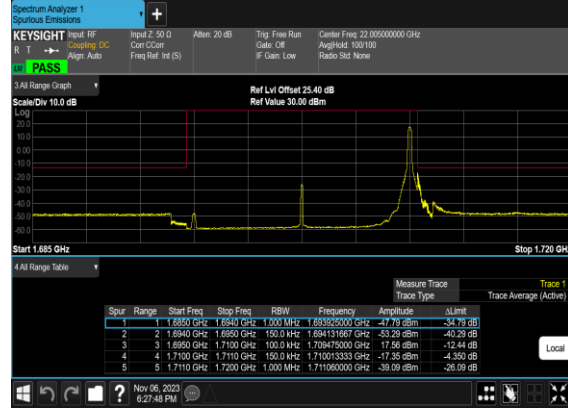 Spectrum Analyzer 1
Spurious Emissions
KEYSIGHT Input: RF Input Z: 50 Ω Atten: 20 dB Trig: Free Run Center Freq: 22.005000000 GHz
R T Coupling: DC Corr CCorr Gate: Off Avg|Hold: 100/100
Align: Auto Freq Ref: Int (S) IF Gain: Low Radio Std: None
PASS
3 All Range Graph
Ref Lvl Offset 25.40 dB
Scale/Div 10.0 dB Ref Value 30.00 dBm
Log
20.0
10.0
0.00
-10.0
-20.0
-30.0
-40.0
-50.0
-60.0
Start 1.685 GHz Stop 1.720 GH
4 All Range Table
Measure Trace Trace 1
Trace Type Trace Average (Active)
Spur Range Start Freq Stop Freq RBW Frequency Amplitude ΔLimit
1 1 1.6850 GHz 1.6940 GHz 1.000 MHz 1.693925000 GHz -47.79 dBm -34.79 dB
2 2 1.6940 GHz 1.6950 GHz 150.0 kHz 1.694131667 GHz -53.29 dBm -40.29 dB
3 3 1.6950 GHz 1.7100 GHz 100.0 kHz 1.709475000 GHz 17.56 dBm -12.44 dB
4 4 1.7100 GHz 1.7110 GHz 150.0 kHz 1.710013333 GHz -17.35 dBm -4.350 dB
5 5 1.7110 GHz 1.7200 GHz 1.000 MHz 1.711060000 GHz -39.09 dBm -26.09 dB
Local
Nov 06, 2023
6:27:48 PM